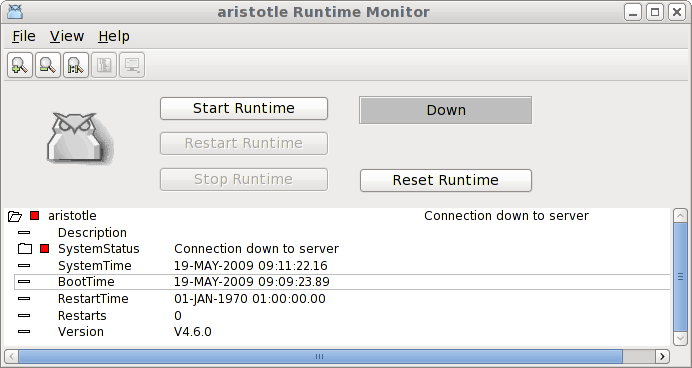 aristotle Runtime Monitor
File View Help
Start Runtime
Down
Restart Runtime
Stop Runtime
Reset Runtime
aristotle Connection down to server
Description
SystemStatus Connection down to server
SystemTime 19-MAY-2009 09:11:22.16
BootTime 19-MAY-2009 09:09:23.89
RestartTime 01-JAN-1970 01:00:00.00
Restarts 0
Version V4.6.0